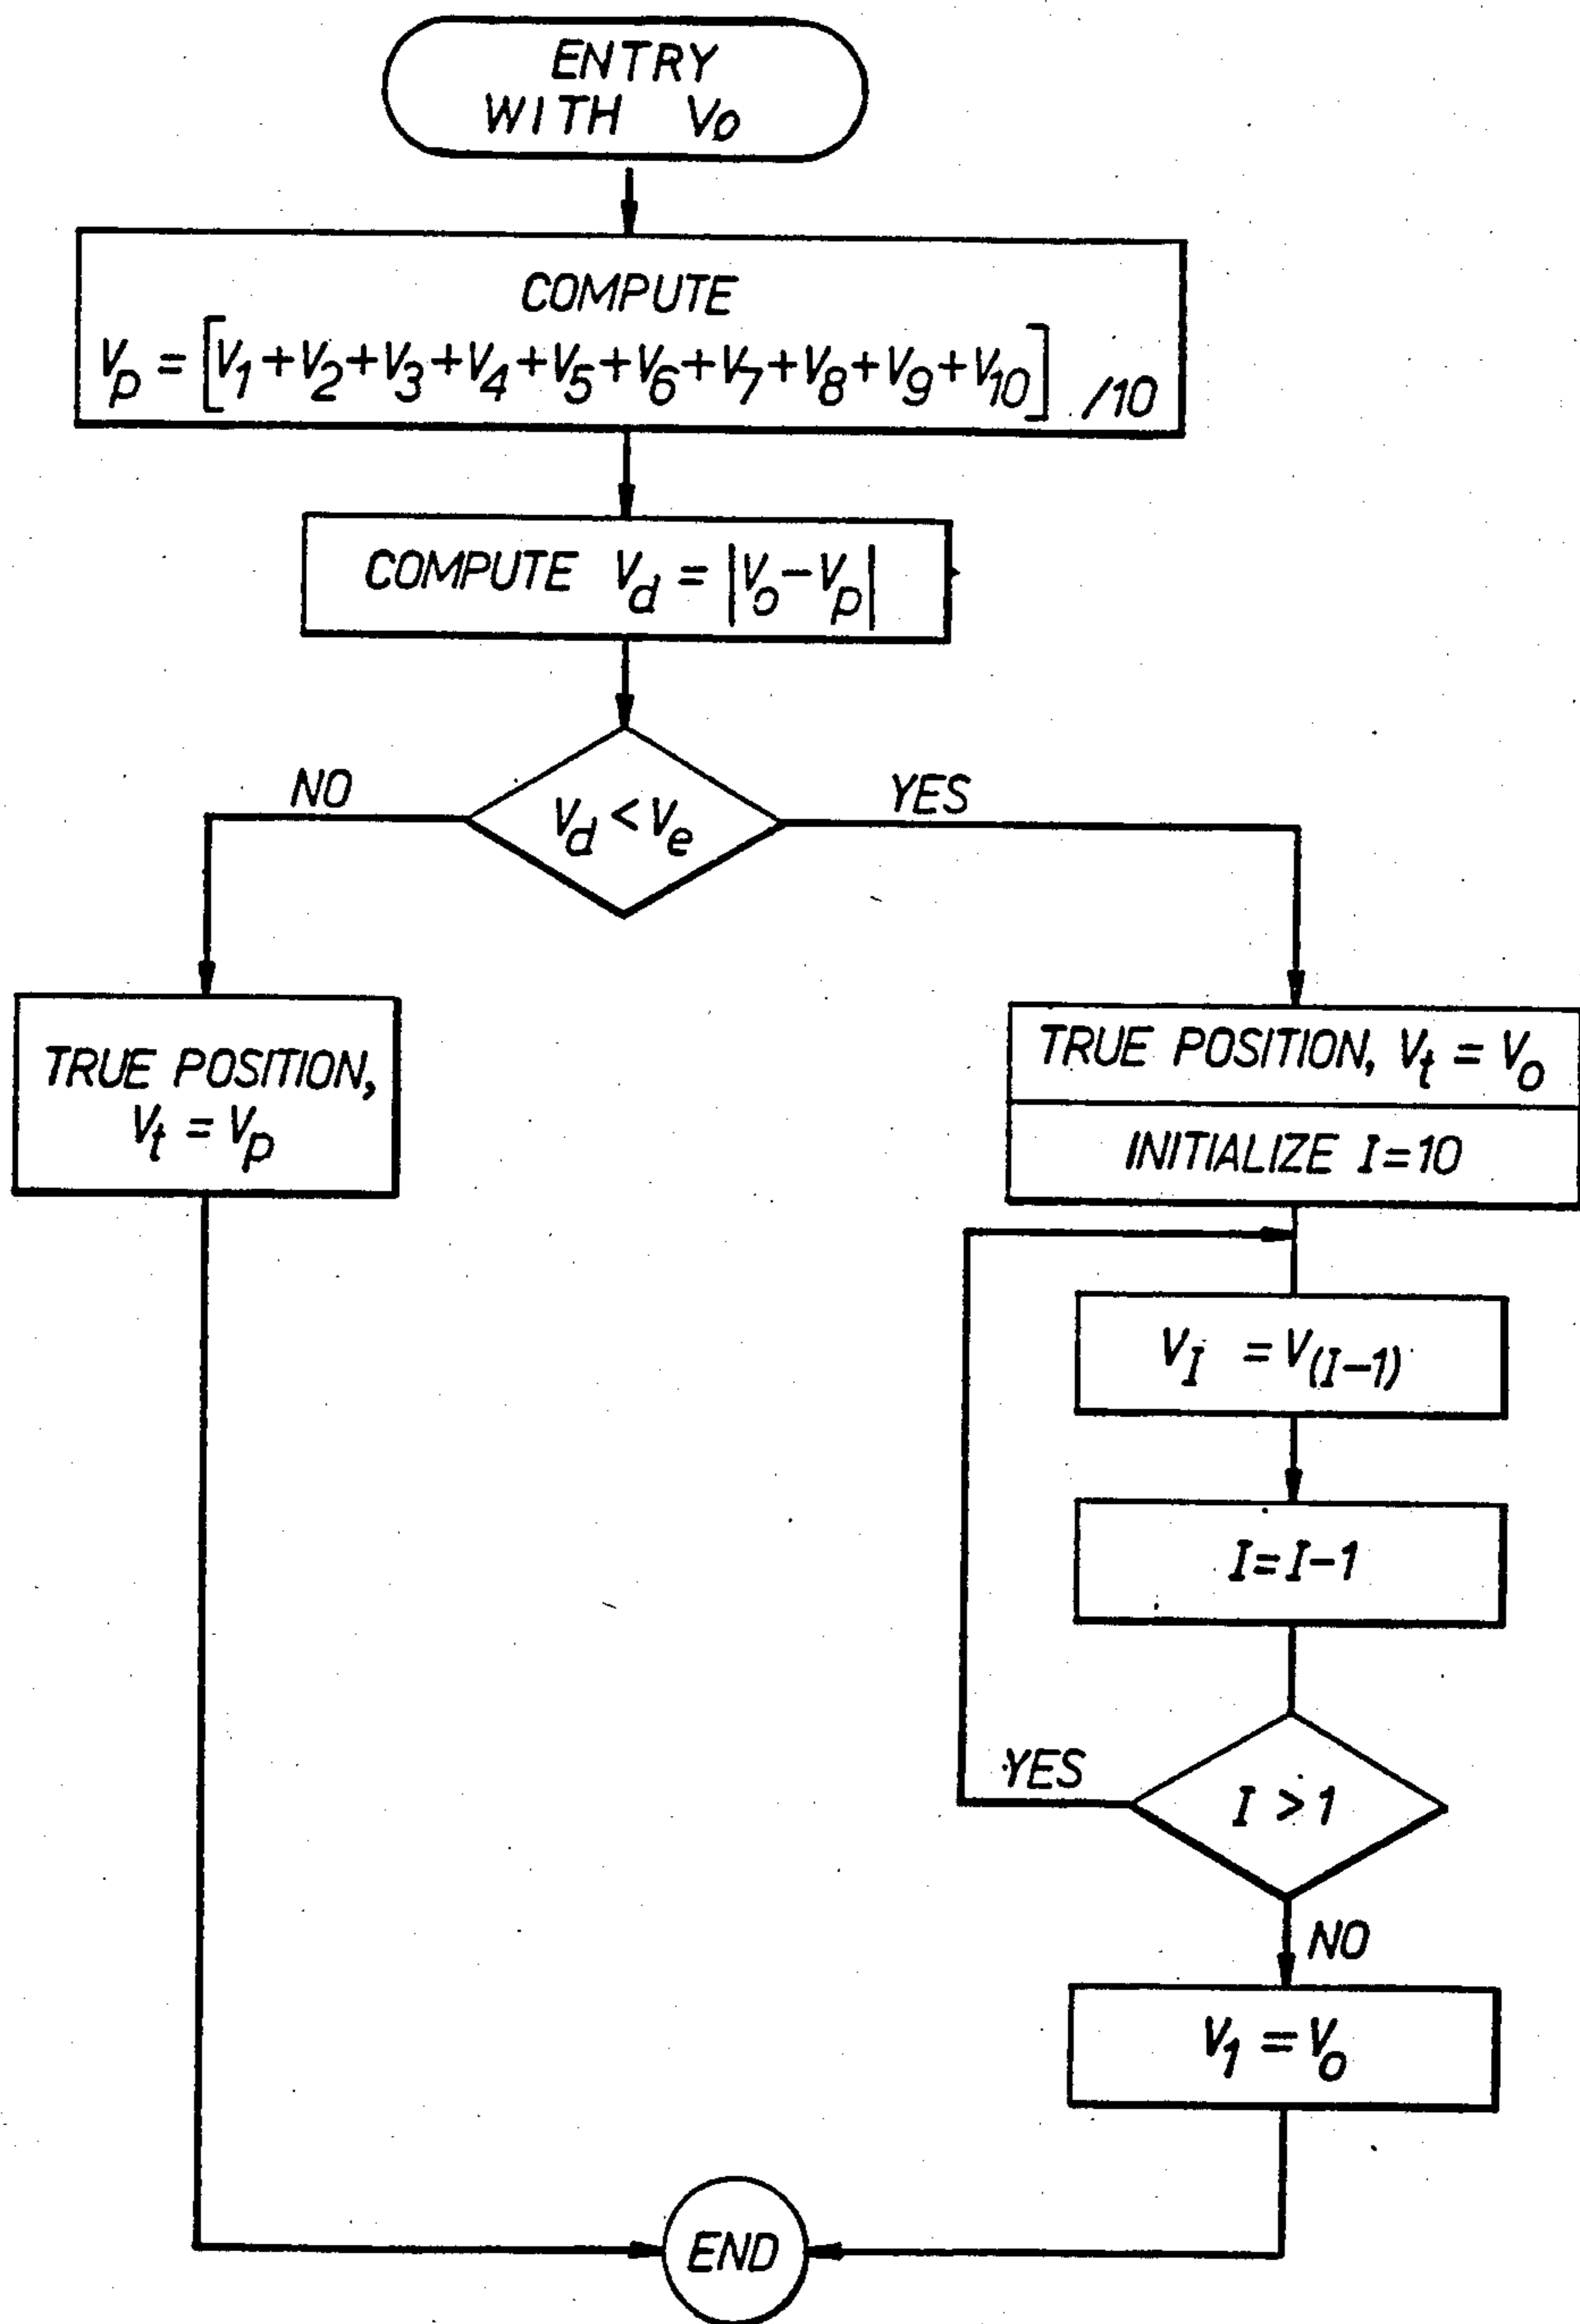 ENTRY
WITH Vo
COMPUTE
Vp = [V1+V2+V3+V4+V5+V6+V7+V8+V9+V10] /10
COMPUTE Vd = |Vo-Vp|
NO
Vd < Ve
YES
TRUE POSITION,
Vt = Vp
TRUE POSITION, Vt = Vo
INITIALIZE I=10
VI = V(I-1)
I=I-1
YES
I > 1
NO
V1 = Vo
END